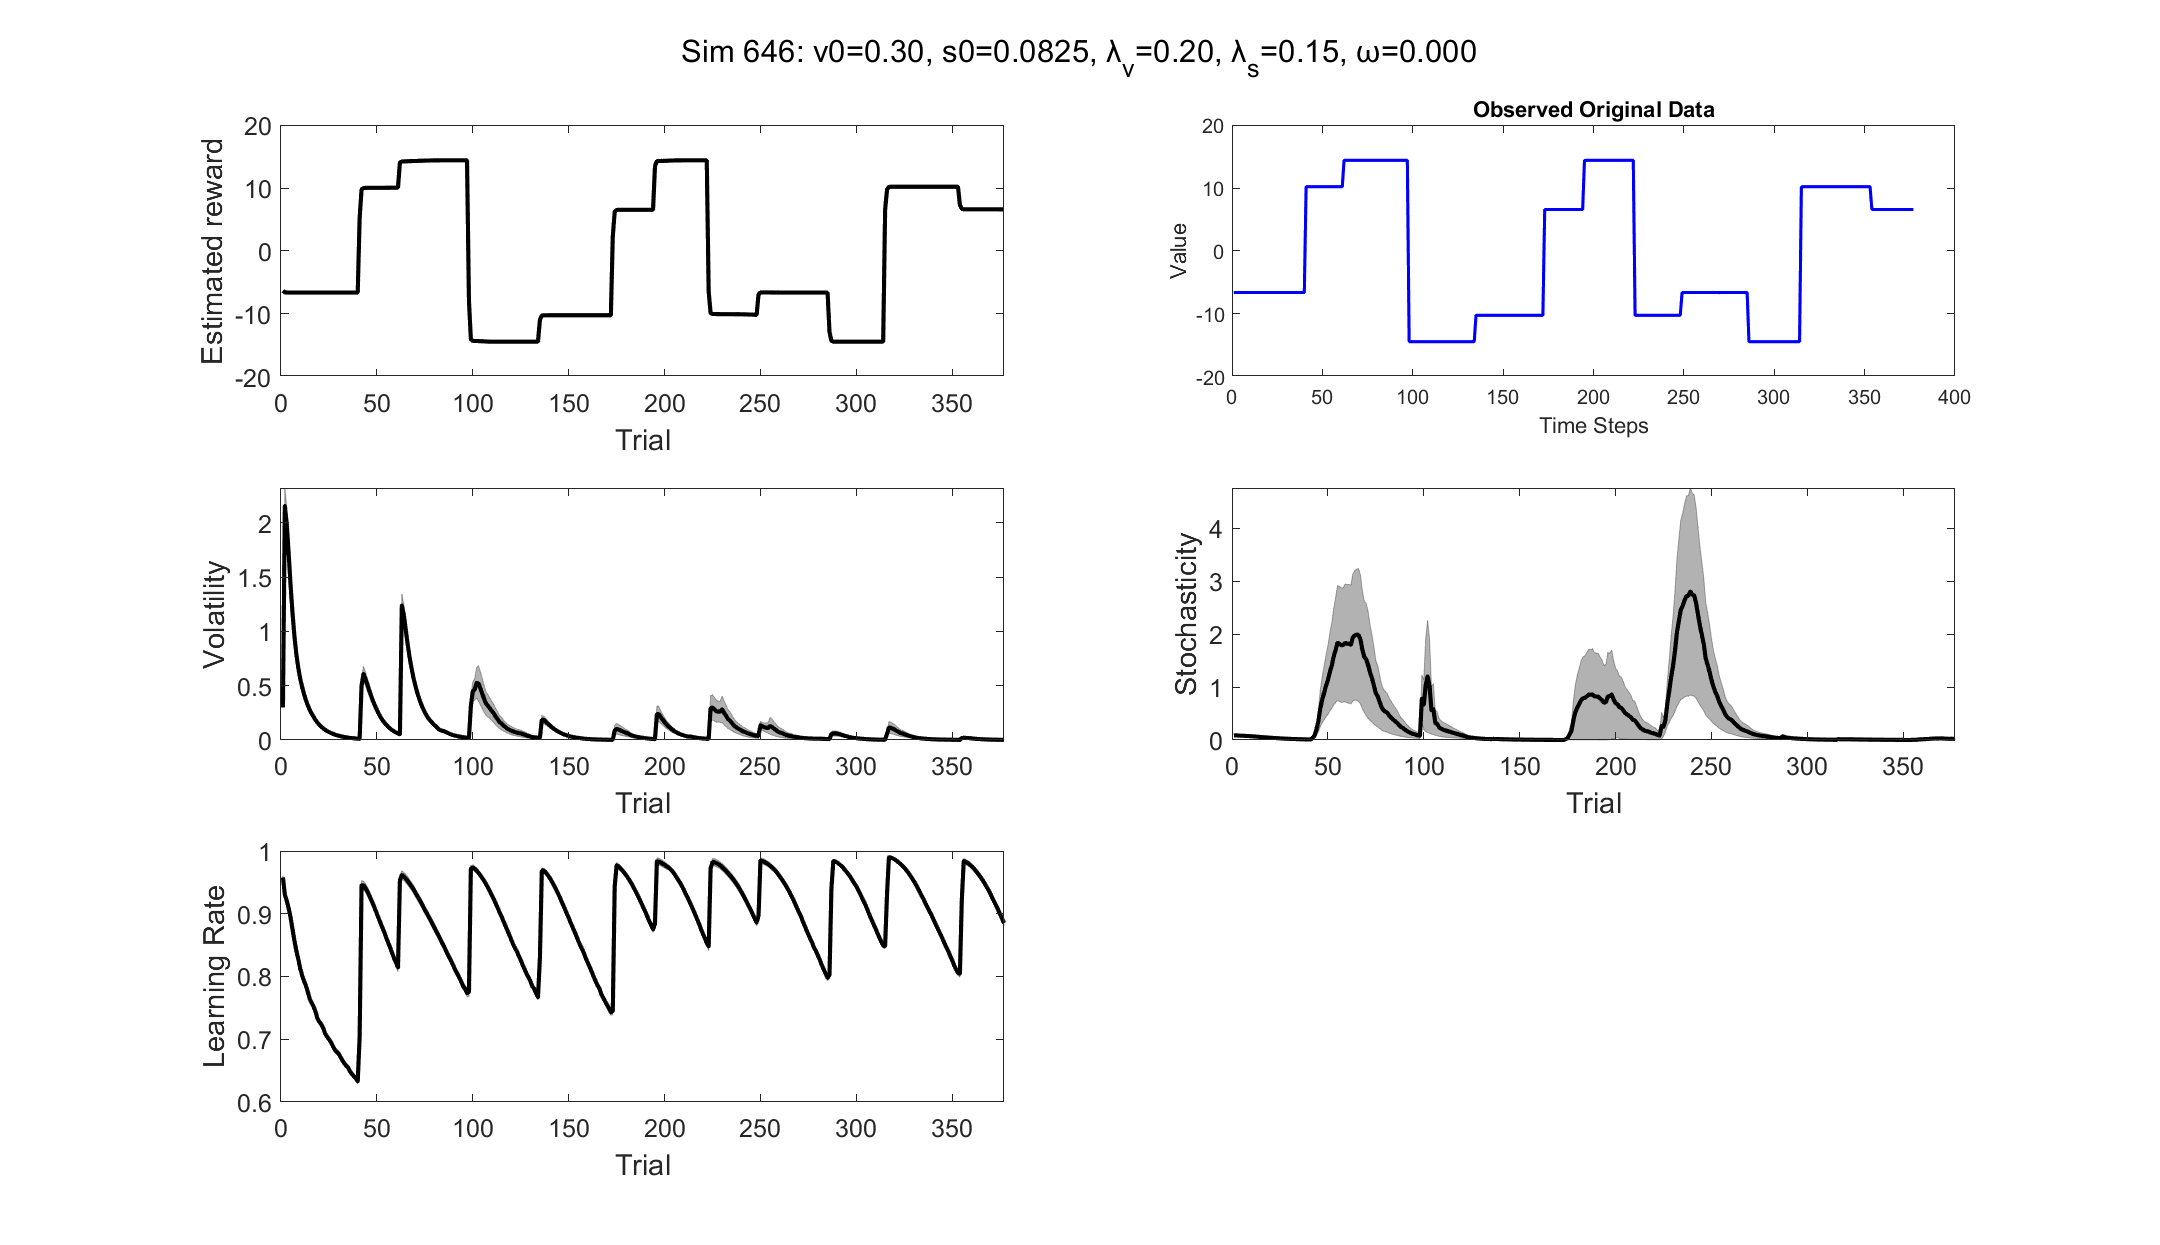 Sim 646: v0=0.30, s0=0.0825, λv=0.20, λs=0.15, ω=0.000
Estimated reward
20
10
0
-10
-20
0 50 100 150 200 250 300 350
Trial
Observed Original Data
Value
20
10
0
-10
-20
0 50 100 150 200 250 300 350 400
Time Steps
Volatility
2
1.5
1
0.5
0
0 50 100 150 200 250 300 350
Trial
Stochasticity
4
3
2
1
0
0 50 100 150 200 250 300 350
Trial
Learning Rate
1
0.9
0.8
0.7
0.6
0 50 100 150 200 250 300 350
Trial